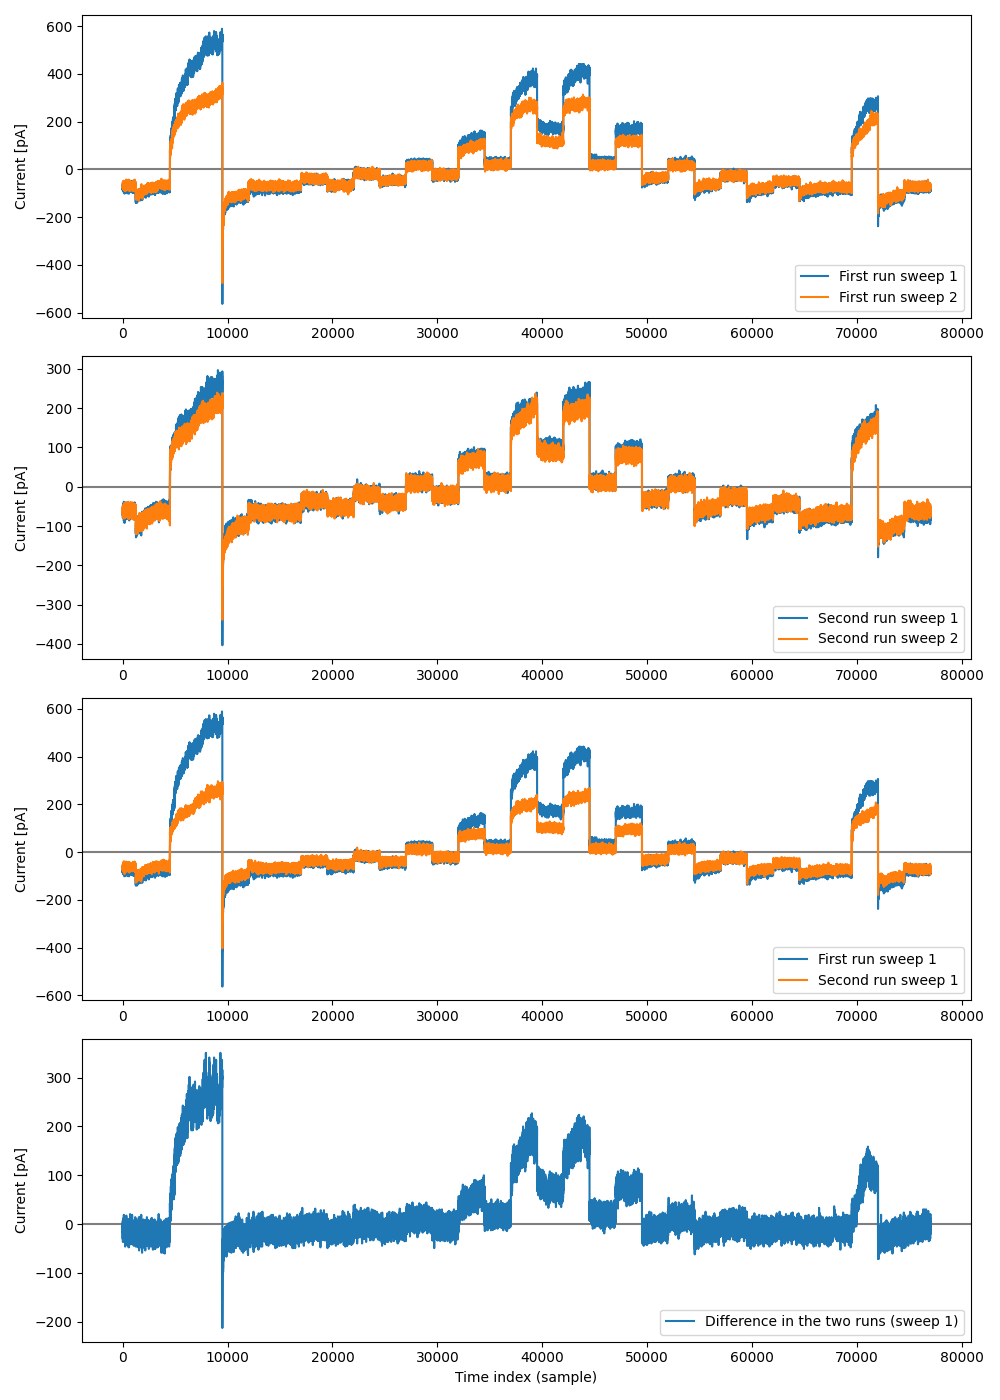 600
400
200
0
−200
−400
−600
Current [pA]
First run sweep 1
First run sweep 2
0 10000 20000 30000 40000 50000 60000 70000 80000
300
200
100
0
−100
−200
−300
−400
Current [pA]
Second run sweep 1
Second run sweep 2
0 10000 20000 30000 40000 50000 60000 70000 80000
600
400
200
0
−200
−400
−600
Current [pA]
First run sweep 1
Second run sweep 1
0 10000 20000 30000 40000 50000 60000 70000 80000
300
200
100
0
−100
−200
Current [pA]
Difference in the two runs (sweep 1)
0 10000 20000 30000 40000 50000 60000 70000 80000
Time index (sample)